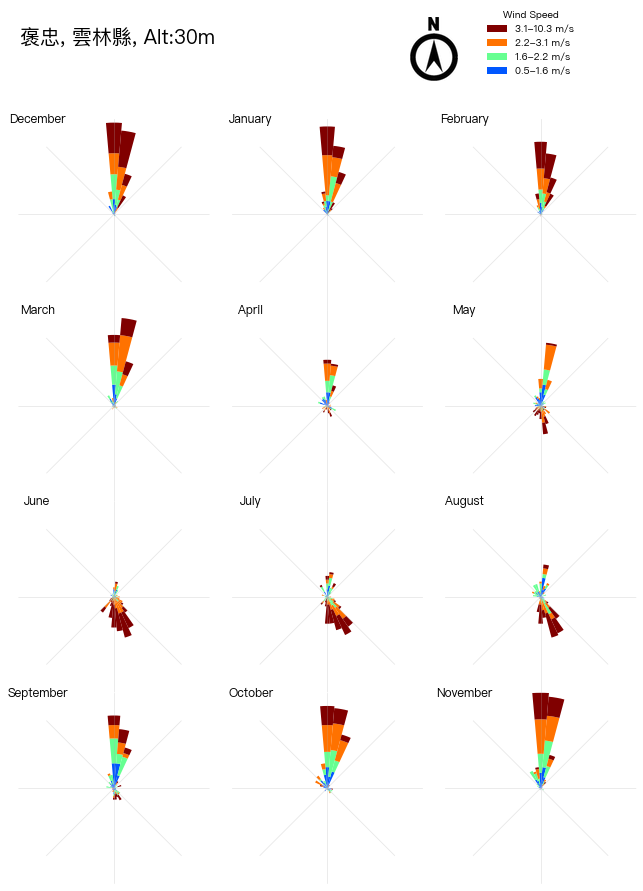 褒忠, 雲林縣, Alt:30m
N
Wind Speed
3.1–10.3 m/s
2.2–3.1 m/s
1.6–2.2 m/s
0.5–1.6 m/s
December
January
February
March
April
May
June
July
August
September
October
November